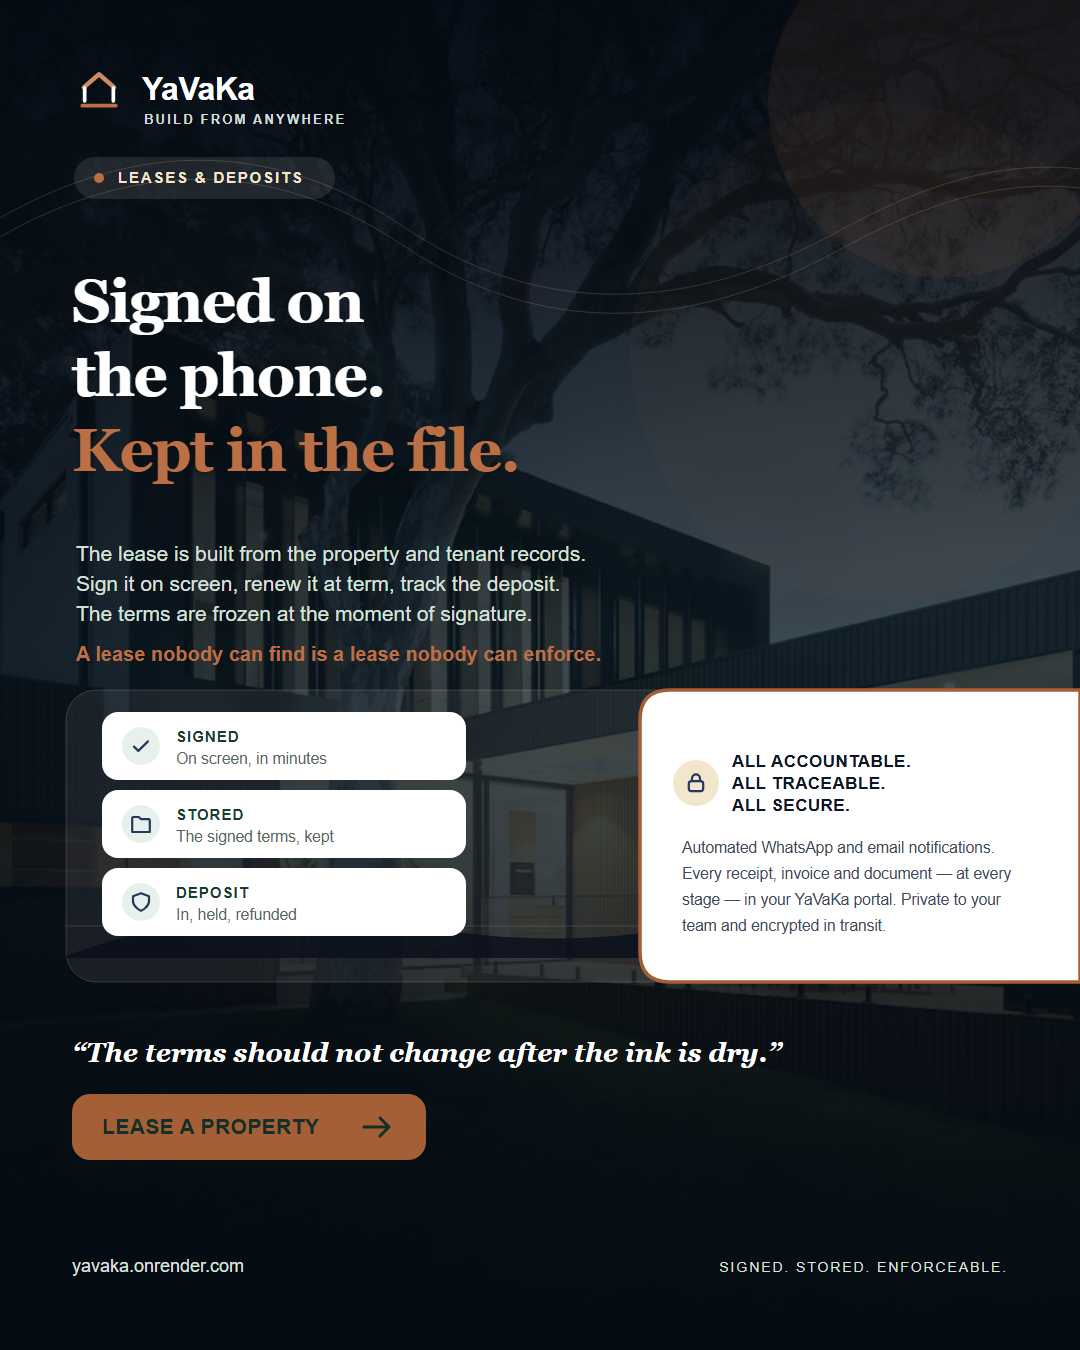 YaVaKa
BUILD FROM ANYWHERE
LEASES & DEPOSITS
Signed on
the phone.
Kept in the file.
The lease is built from the property and tenant records.
Sign it on screen, renew it at term, track the deposit.
The terms are frozen at the moment of signature.
A lease nobody can find is a lease nobody can enforce.
SIGNED
On screen, in minutes
STORED
The signed terms, kept
DEPOSIT
In, held, refunded
ALL ACCOUNTABLE.
ALL TRACEABLE.
ALL SECURE.
Automated WhatsApp and email notifications.
Every receipt, invoice and document — at every
stage — in your YaVaKa portal. Private to your
team and encrypted in transit.
“The terms should not change after the ink is dry.”
LEASE A PROPERTY
yavaka.onrender.com
SIGNED. STORED. ENFORCEABLE.